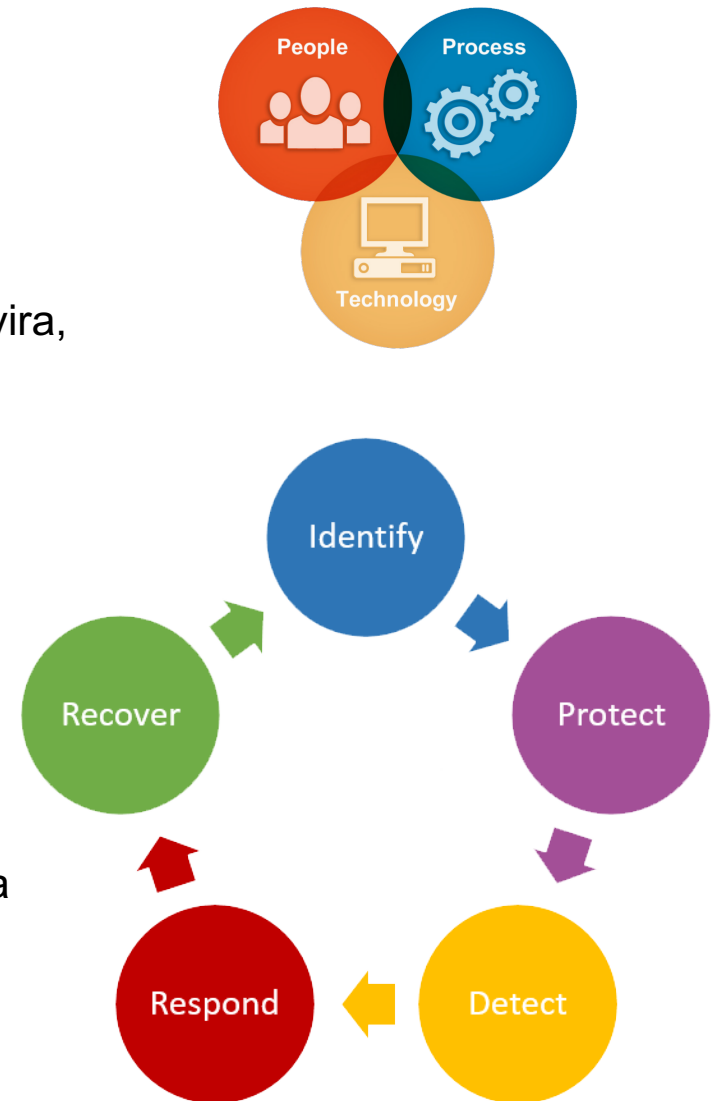 People Process
Technology
vira,
Identify
Recover Protect
a
Respond Detect